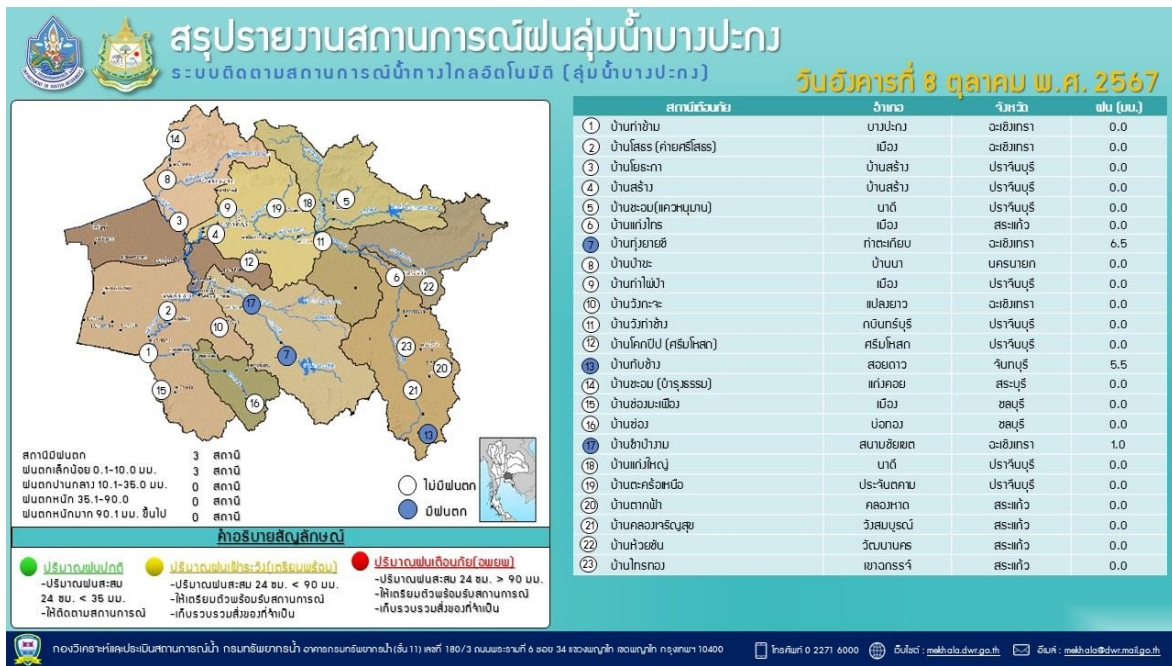 สรุปรายงานสถานการณ์ฝนลุ่มน้ำบางปะกง
ระบบติดตามสถานการณ์น้ำทางไกลอัตโนมัติ (ลุ่มน้ำบางปะกง)
วันอังคารที่ 8 ตุลาคม พ.ศ. 2567
สถานีเตือนภัย อำเภอ จังหวัด ฝน (มม.)
1 บ้านท่าข้าม บางปะกง ฉะเชิงเทรา 0.0
2 บ้านโสธร (ค่ายศรีโสธร) เมือง ฉะเชิงเทรา 0.0
3 บ้านโยธะกา บ้านสร้าง ปราจีนบุรี 0.0
4 บ้านสร้าง บ้านสร้าง ปราจีนบุรี 0.0
5 บ้านชะอม(แควหนุมาน) นาดี ปราจีนบุรี 0.0
6 บ้านแก่งไทร เมือง สระแก้ว 0.0
7 บ้านทุ่งยายชี ท่าตะเกียบ ฉะเชิงเทรา 6.5
8 บ้านป่าขะ บ้านนา นครนายก 0.0
9 บ้านท่าไผ่ป่า เมือง ปราจีนบุรี 0.0
10 บ้านวังกะจะ แปลงยาว ฉะเชิงเทรา 0.0
11 บ้านวังท่าช้าง กบินทร์บุรี ปราจีนบุรี 0.0
12 บ้านโคกปีป (ศรีมโหสถ) ศรีมโหสถ ปราจีนบุรี 0.0
13 บ้านทับช้าง สอยดาว จันทบุรี 5.5
14 บ้านชะอม (บำรุงธรรม) แก่งคอย สระบุรี 0.0
15 บ้านช่องมะเฟือง เมือง ชลบุรี 0.0
16 บ้านช่อง บ่อทอง ชลบุรี 0.0
17 บ้านชำป่างาม สนามชัยเขต ฉะเชิงเทรา 1.0
18 บ้านแก่งใหญ่ นาดี ปราจีนบุรี 0.0
19 บ้านตะคร้อเหนือ ประจันตคาม ปราจีนบุรี 0.0
20 บ้านตากฟ้า คลองหาด สระแก้ว 0.0
21 บ้านคลองเจริญสุข วังสมบูรณ์ สระแก้ว 0.0
22 บ้านห้วยชัน วัฒนานคร สระแก้ว 0.0
23 บ้านไทรทอง เขาฉกรรจ์ สระแก้ว 0.0
สถานีมีฝนตก 3 สถานี
ฝนตกเล็กน้อย 0.1-10.0 มม. 3 สถานี
ฝนตกปานกลาง 10.1-35.0 มม. 0 สถานี
ฝนตกหนัก 35.1-90.0 0 สถานี
ฝนตกหนักมาก 90.1 มม. ขึ้นไป 0 สถานี
ไม่มีฝนตก
มีฝนตก
คำอธิบายสัญลักษณ์
ปริมาณฝนปกติ
-ปริมาณฝนสะสม
24 ชม. < 35 มม.
-ให้ติดตามสถานการณ์
ปริมาณฝนเฝ้าระวัง(เตรียมพร้อม)
-ปริมาณฝนสะสม 24 ชม. < 90 มม.
-ให้เตรียมตัวพร้อมรับสถานการณ์
-เก็บรวบรวมสิ่งของที่จำเป็น
ปริมาณฝนเตือนภัย(อพยพ)
-ปริมาณฝนสะสม 24 ชม. > 90 มม.
-ให้เตรียมตัวพร้อมรับสถานการณ์
-เก็บรวบรวมสิ่งของที่จำเป็น
กองวิเคราะห์และประเมินสถานการณ์น้ำ กรมทรัพยากรน้ำ อาคารกรมทรัพยากรน้ำ(ชั้น 11) เลขที่ 180/3 ถนนพระรามที่ 6 ซอย 34 แขวงพญาไท เขตพญาไท กรุงเทพฯ 10400 โทรศัพท์ 0 2271 6000 เว็บไซต์ : mekhala.dwr.go.th อีเมล์ : mekhala@dwr.mail.go.th